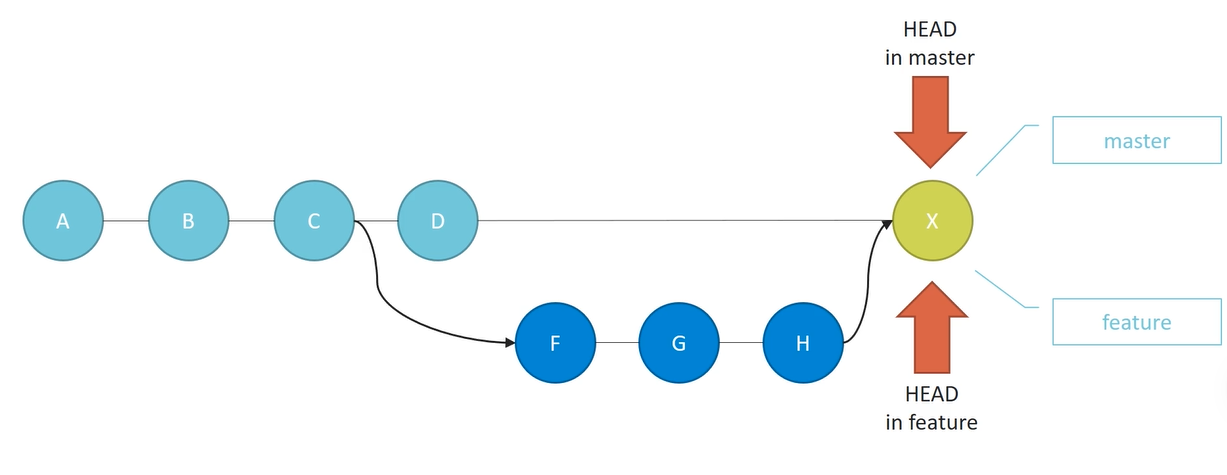 HEAD
in master
master
A
B
C
D
X
F
G
H
feature
HEAD
in feature